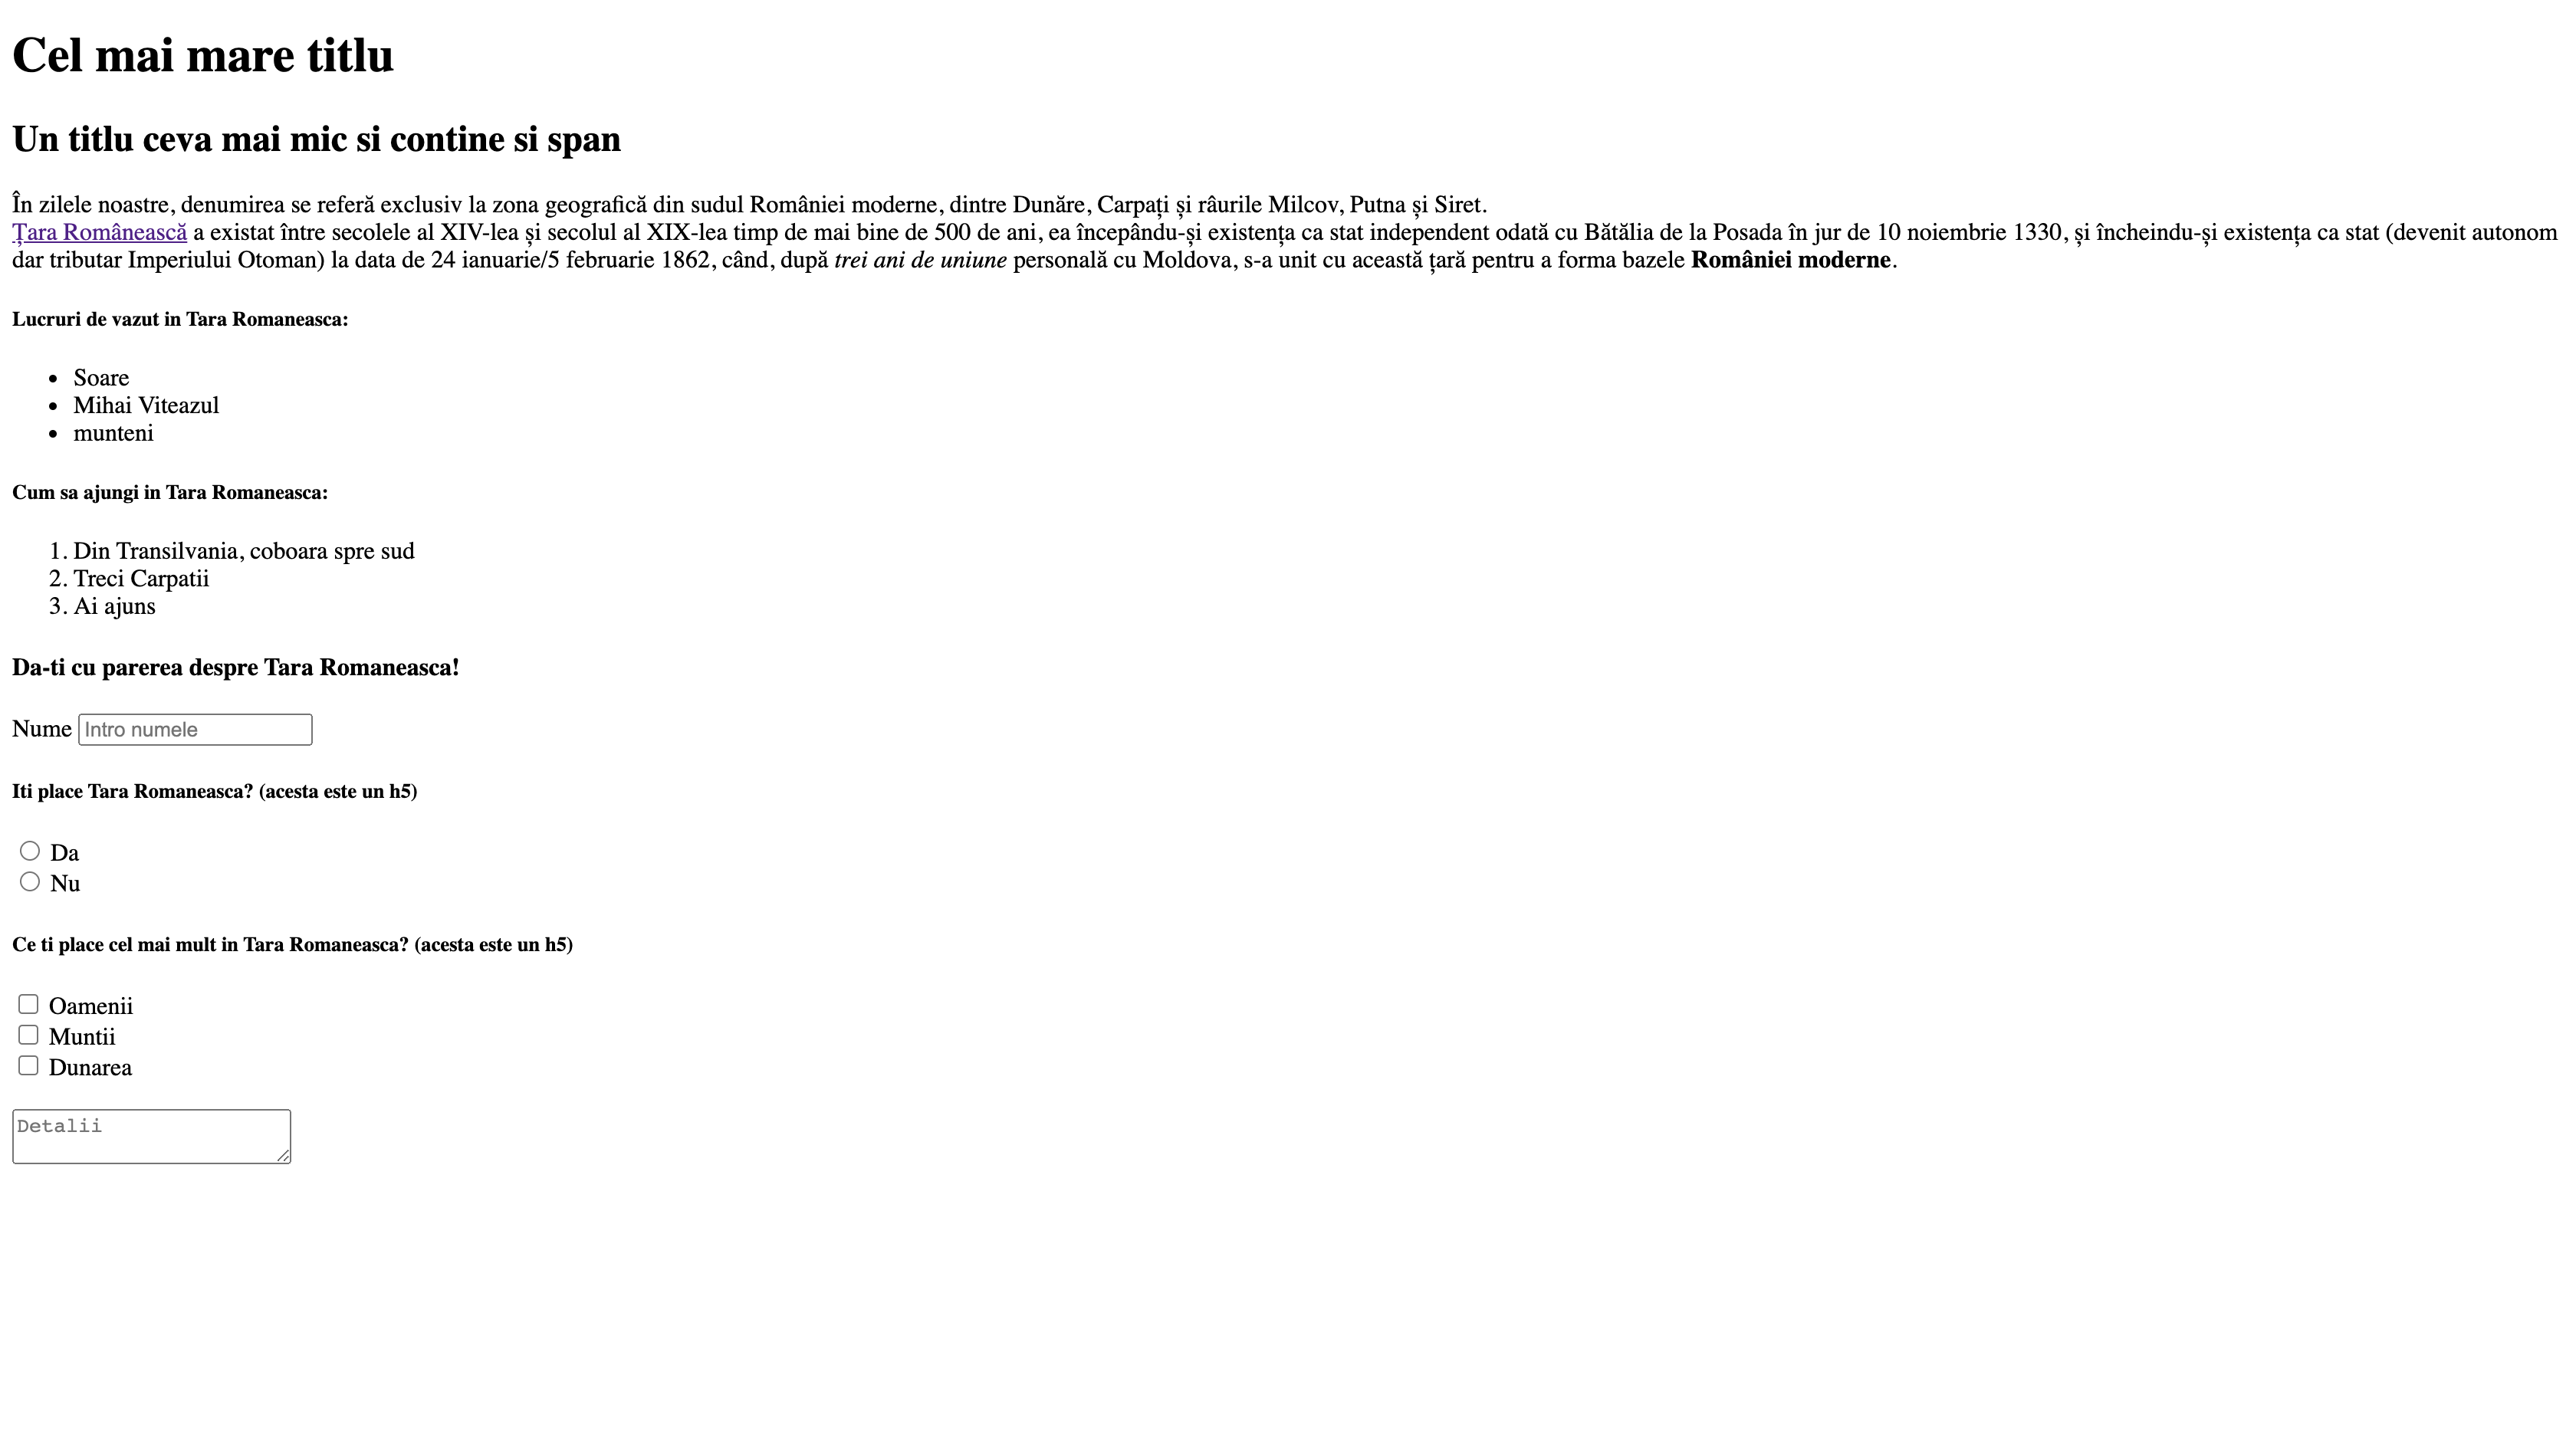 Cel mai mare titlu
Un titlu ceva mai mic si contine si span
În zilele noastre, denumirea se referă exclusiv la zona geografică din sudul României moderne, dintre Dunăre, Carpați și râurile Milcov, Putna și Siret.
Țara Românească a existat între secolele al XIV-lea și secolul al XIX-lea timp de mai bine de 500 de ani, ea începându-și existența ca stat independent odată cu Bătălia de la Posada în jur de 10 noiembrie 1330, și încheindu-și existența ca stat (devenit autonom
dar tributar Imperiului Otoman) la data de 24 ianuarie/5 februarie 1862, când, după trei ani de uniune personală cu Moldova, s-a unit cu această țară pentru a forma bazele României moderne.
Lucruri de vazut in Tara Romaneasca:
• Soare
• Mihai Viteazul
• munteni
Cum sa ajungi in Tara Romaneasca:
1. Din Transilvania, coboara spre sud
2. Treci Carpatii
3. Ai ajuns
Da-ti cu parerea despre Tara Romaneasca!
Nume Intro numele
Iti place Tara Romaneasca? (acesta este un h5)
Da
Nu
Ce ti place cel mai mult in Tara Romaneasca? (acesta este un h5)
Oamenii
Muntii
Dunarea
Detalii